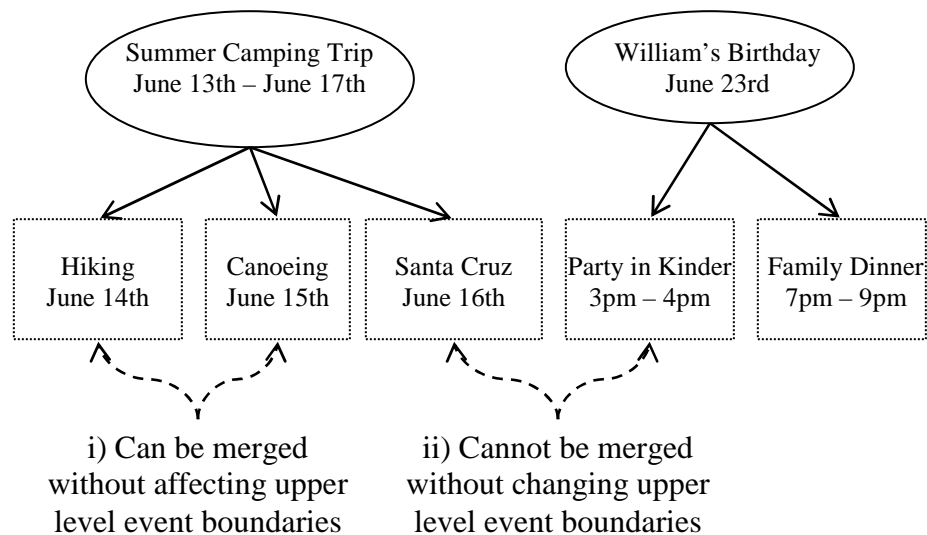 Summer Camping Trip
June 13th – June 17th
William’s Birthday
June 23rd
Hiking
June 14th
Canoeing
June 15th
Santa Cruz
June 16th
Party in Kinder
3pm – 4pm
Family Dinner
7pm – 9pm
i) Can be merged
without affecting upper
level event boundaries
ii) Cannot be merged
without changing upper
level event boundaries